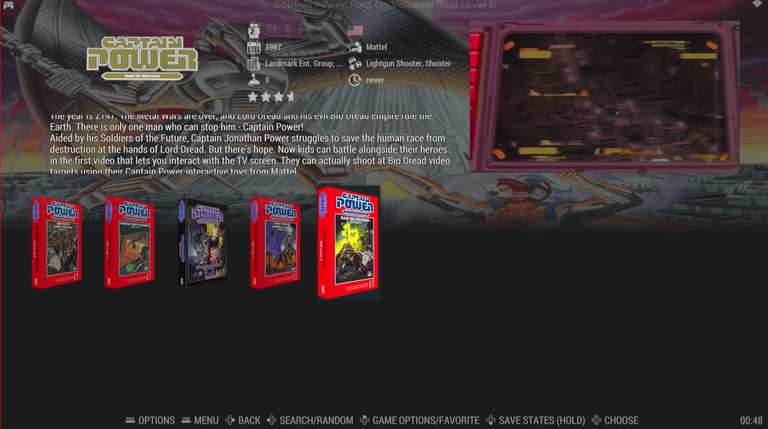 Captain Power Raid On Volcania (Skill Level 3)
CAPTAIN
POWER
Raid On Volcania
2
1987
Mattel
Landmark Ent. Group, ...
Lightgun Shooter, Shooter
0
never
The year is 2147. The Metal Wars are over, and Lord Dread and his evil Bio Dread Empire rule the
Earth. There is only one man who can stop him - Captain Power!
Aided by his Soldiers of the Future, Captain Jonathan Power struggles to save the human race from
destruction at the hands of Lord Dread. But there's hope. Now kids can battle alongside their heroes
in the first video that lets you interact with the TV screen. They can actually shoot at Bio Dread video
targets using their Captain Power interactive toys from Mattel.
CAPTAIN
POWER
CAPTAIN
POWER
CAPTAIN
POWER
CAPTAIN
POWER
CAPTAIN
POWER
OPTIONS
MENU
BACK
SEARCH/RANDOM
GAME OPTIONS/FAVORITE
SAVE STATES (HOLD)
CHOOSE
00:48